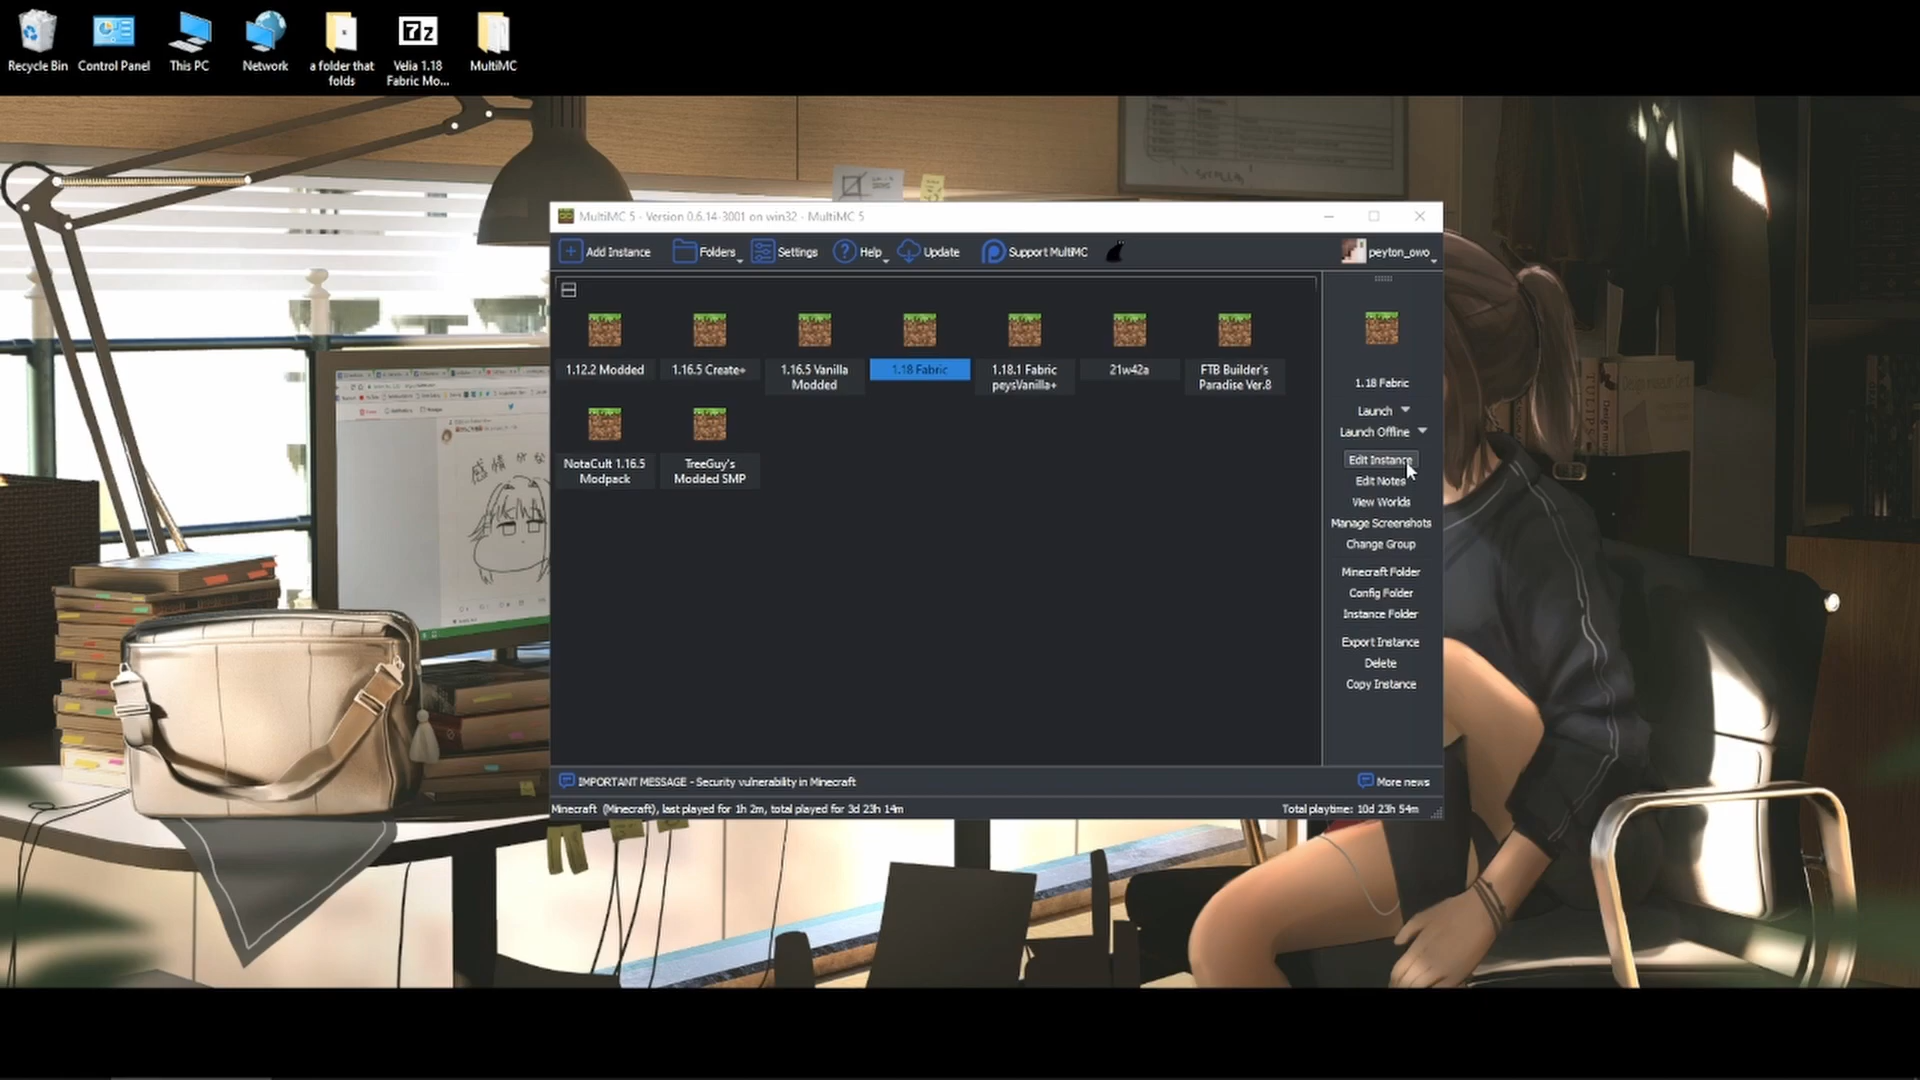 Recycle Bin
Control Panel
This PC
Network
a folder that
folds
Velia 1.18
Fabric Mo...
MultiMC
MultiMC 5 - Version 0.6.14-3001 on win32 - MultiMC 5
Add Instance
Folders
Settings
Help
Update
Support MultiMC
peyton_owo
1.12.2 Modded
1.16.5 Create+
1.16.5 Vanilla
Modded
1.18 Fabric
1.18.1 Fabric
peysVanilla+
21w42a
FTB Builder's
Paradise Ver.8
NotaCult 1.16.5
Modpack
TreeGuy's
Modded SMP
1.18 Fabric
Launch
Launch Offline
Edit Instance
Edit Notes
View Worlds
Manage Screenshots
Change Group
Minecraft Folder
Config Folder
Instance Folder
Export Instance
Delete
Copy Instance
IMPORTANT MESSAGE - Security vulnerability in Minecraft
More news
Minecraft (Minecraft), last played for 1h 2m, total played for 3d 23h 14m
Total playtime: 10d 23h 54m
感情がな